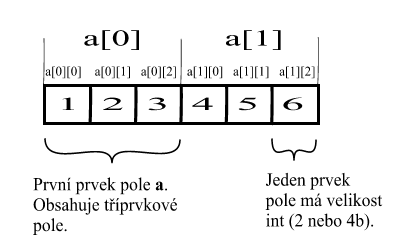 a[0] a[1]
a[0][0] a[0][1] a[0][2] a[1][0] a[1][1] a[1][2]
1 2 3 4 5 6
První prvek pole a.
Obsahuje tříprvkové
pole.
Jeden prvek
pole má velikost
int (2 nebo 4b).